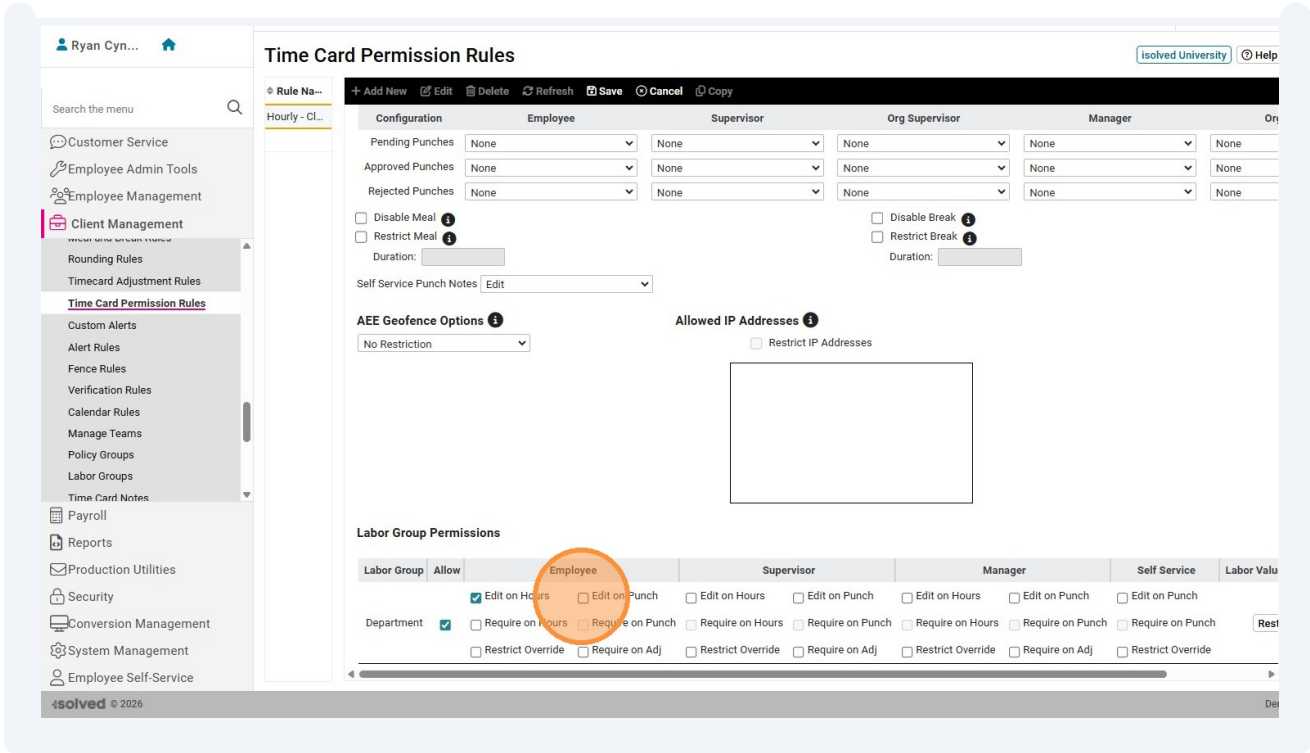 Ryan Cyn...
Time Card Permission Rules
isolved University
Help
Search the menu
Customer Service
Employee Admin Tools
Employee Management
Client Management
Meal and Break Rules
Rounding Rules
Timecard Adjustment Rules
Time Card Permission Rules
Custom Alerts
Alert Rules
Fence Rules
Verification Rules
Calendar Rules
Manage Teams
Policy Groups
Labor Groups
Time Card Notes
Payroll
Reports
Production Utilities
Security
Conversion Management
System Management
Employee Self-Service
Rule Na...
Hourly - Cl...
+ Add New Edit Delete Refresh Save Cancel Copy
Configuration Employee Supervisor Org Supervisor Manager Org
Pending Punches None None None None None
Approved Punches None None None None None
Rejected Punches None None None None None
Disable Meal Disable Break
Restrict Meal Restrict Break
Duration: Duration:
Self Service Punch Notes Edit
AEE Geofence Options Allowed IP Addresses
No Restriction Restrict IP Addresses
Labor Group Permissions
Labor Group Allow Employee Supervisor Manager Self Service Labor Valu
Edit on Hours Edit on Punch Edit on Hours Edit on Punch Edit on Hours Edit on Punch Edit on Punch
Department Require on Hours Require on Punch Require on Hours Require on Punch Require on Hours Require on Punch Require on Punch Rest
Restrict Override Require on Adj Restrict Override Require on Adj Restrict Override Require on Adj Restrict Override
isolved © 2026